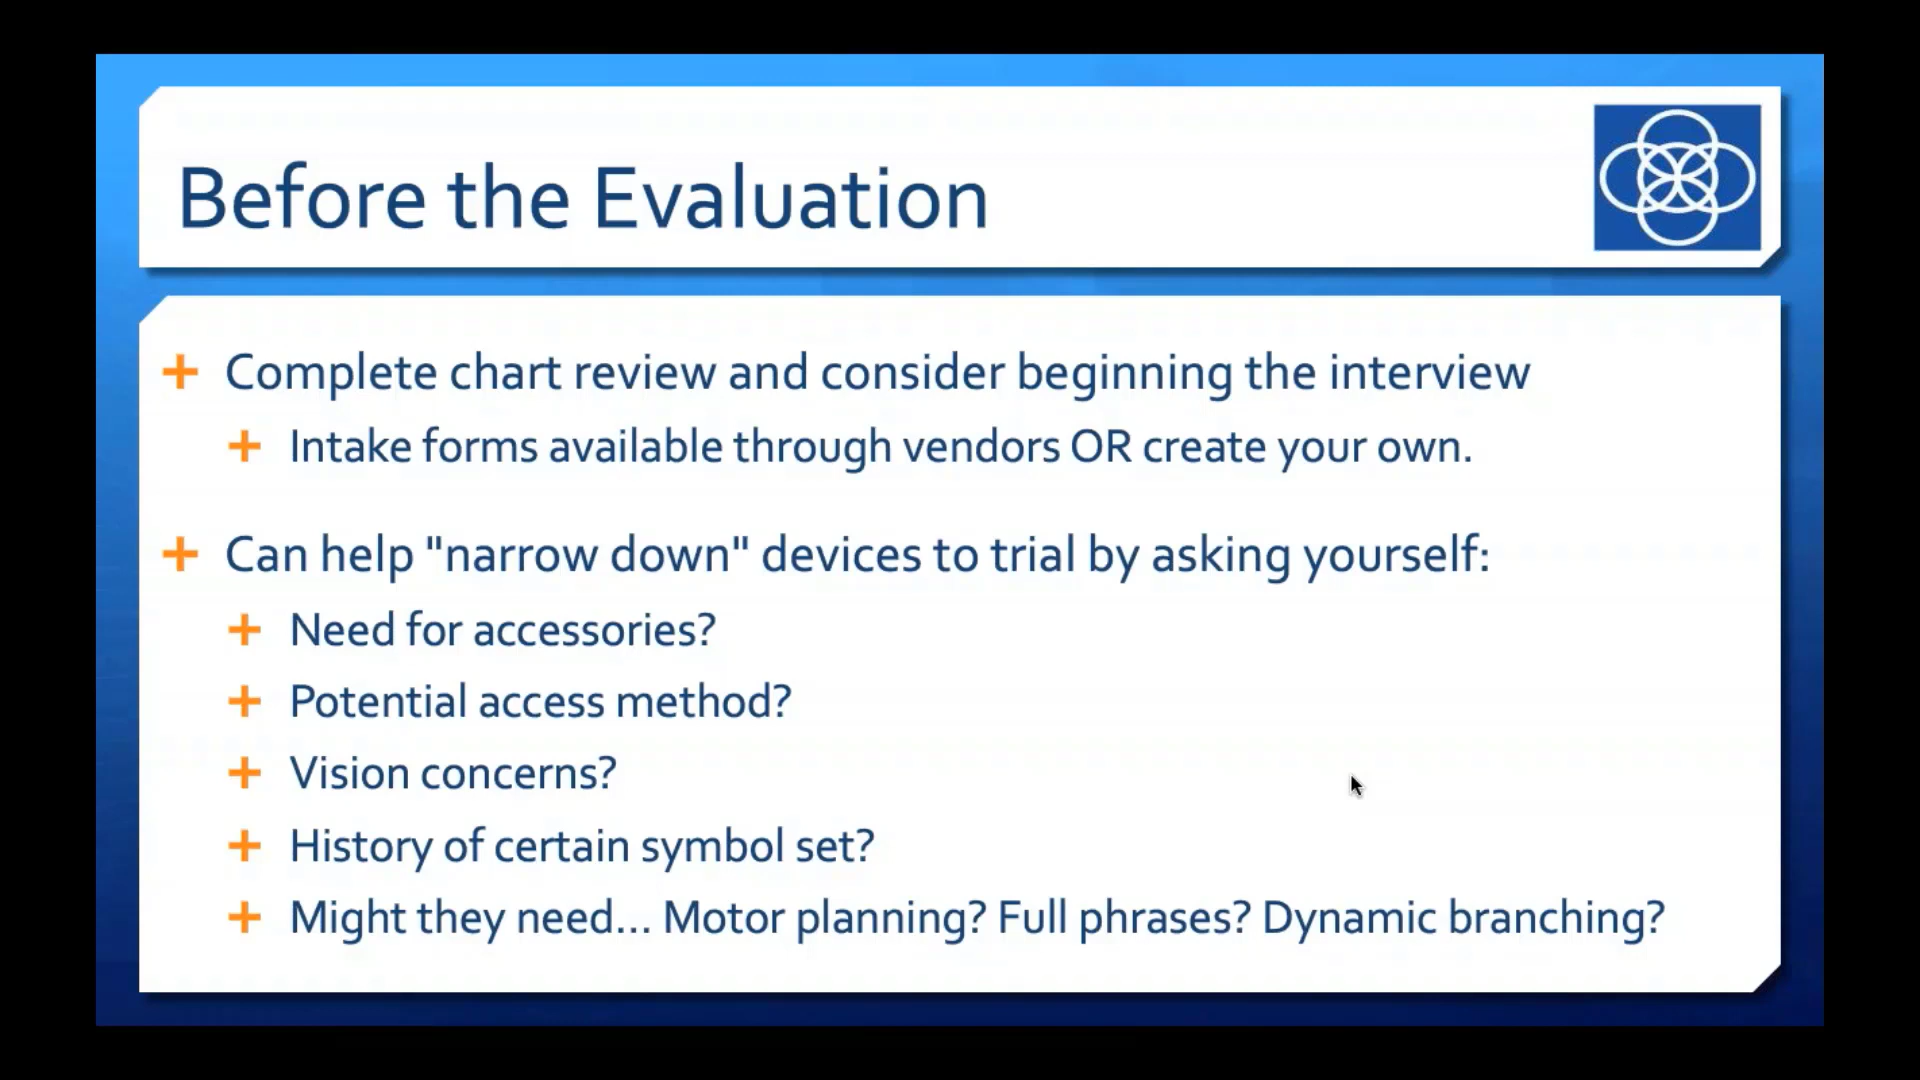 Before the Evaluation
Complete chart review and consider beginning the interview
Intake forms available through vendors OR create your own.
Can help "narrow down" devices to trial by asking yourself:
Need for accessories?
Potential access method?
Vision concerns?
History of certain symbol set?
Might they need... Motor planning? Full phrases? Dynamic branching?